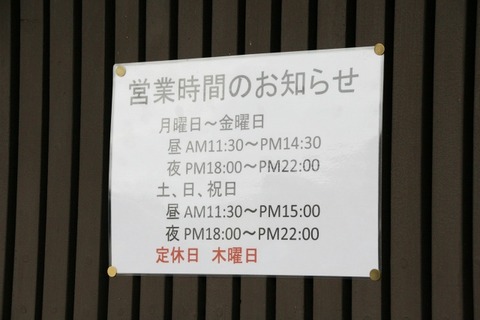 営業時間のお知らせ
月曜日～金曜日
昼 AM11:30～PM14:30
夜 PM18:00～PM22:00
土、日、祝日
昼 AM11:30～PM15:00
夜 PM18:00～PM22:00
定休日 木曜日